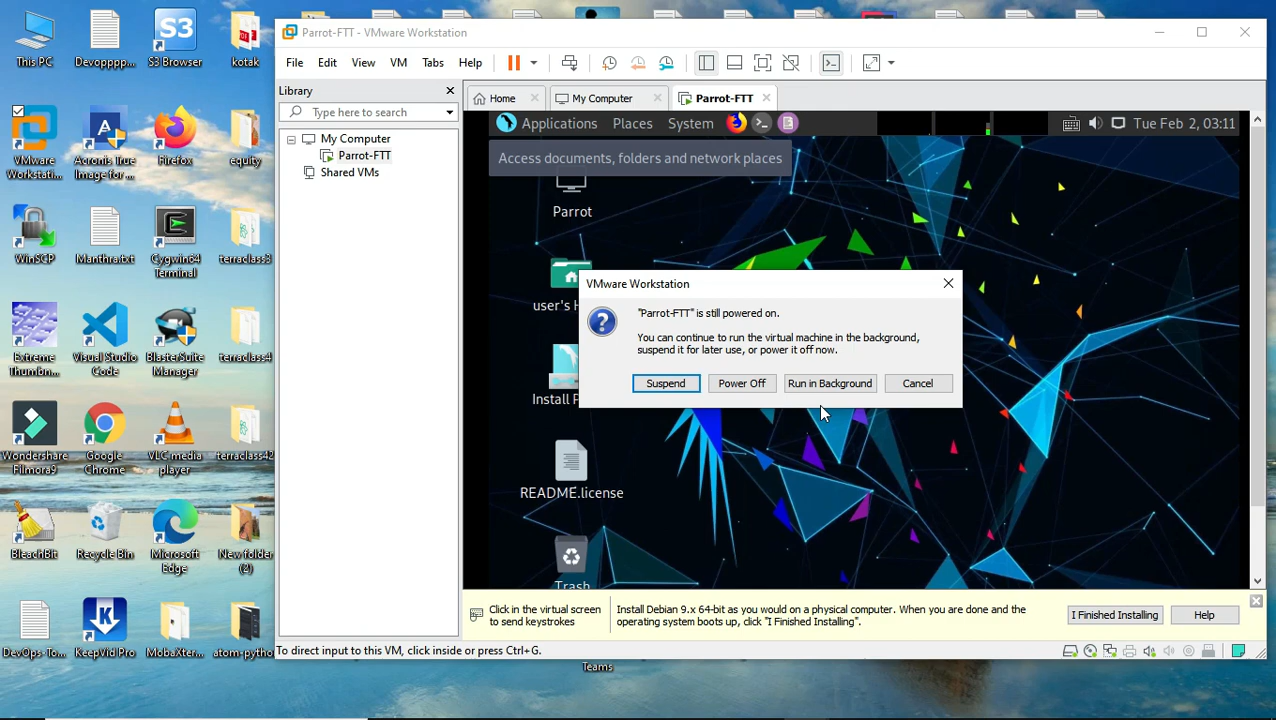 This PC
Devopppp...
S3
S3 Browser
kotak
VMware
Workstati...
Acronis True
Image for ...
Firefox
equity
WinSCP
Manthra.txt
Cygwin64
Terminal
terraclass3
Extreme
Thumbn...
Visual Studio
Code
BlasterSuite
Manager
terraclass4
Wondershare
Filmora9
Google
Chrome
VLC media
player
terraclass42
BleachBit
Recycle Bin
Microsoft
Edge
New folder
(2)
DevOps-To...
KeepVid Pro
MobaXter...
atom-pytho
Teams
Parrot-FTT - VMware Workstation
File Edit View VM Tabs Help
Library
Type here to search
My Computer
Parrot-FTT
Shared VMs
Home
My Computer
Parrot-FTT
Applications Places System
Tue Feb 2, 03:11
Access documents, folders and network places
Parrot
user's H
Install P
README.license
Trash
VMware Workstation
"Parrot-FTT" is still powered on.
You can continue to run the virtual machine in the background,
suspend it for later use, or power it off now.
Suspend
Power Off
Run in Background
Cancel
Click in the virtual screen
to send keystrokes
Install Debian 9.x 64-bit as you would on a physical computer. When you are done and the
operating system boots up, click "I Finished Installing".
I Finished Installing
Help
To direct input to this VM, click inside or press Ctrl+G.